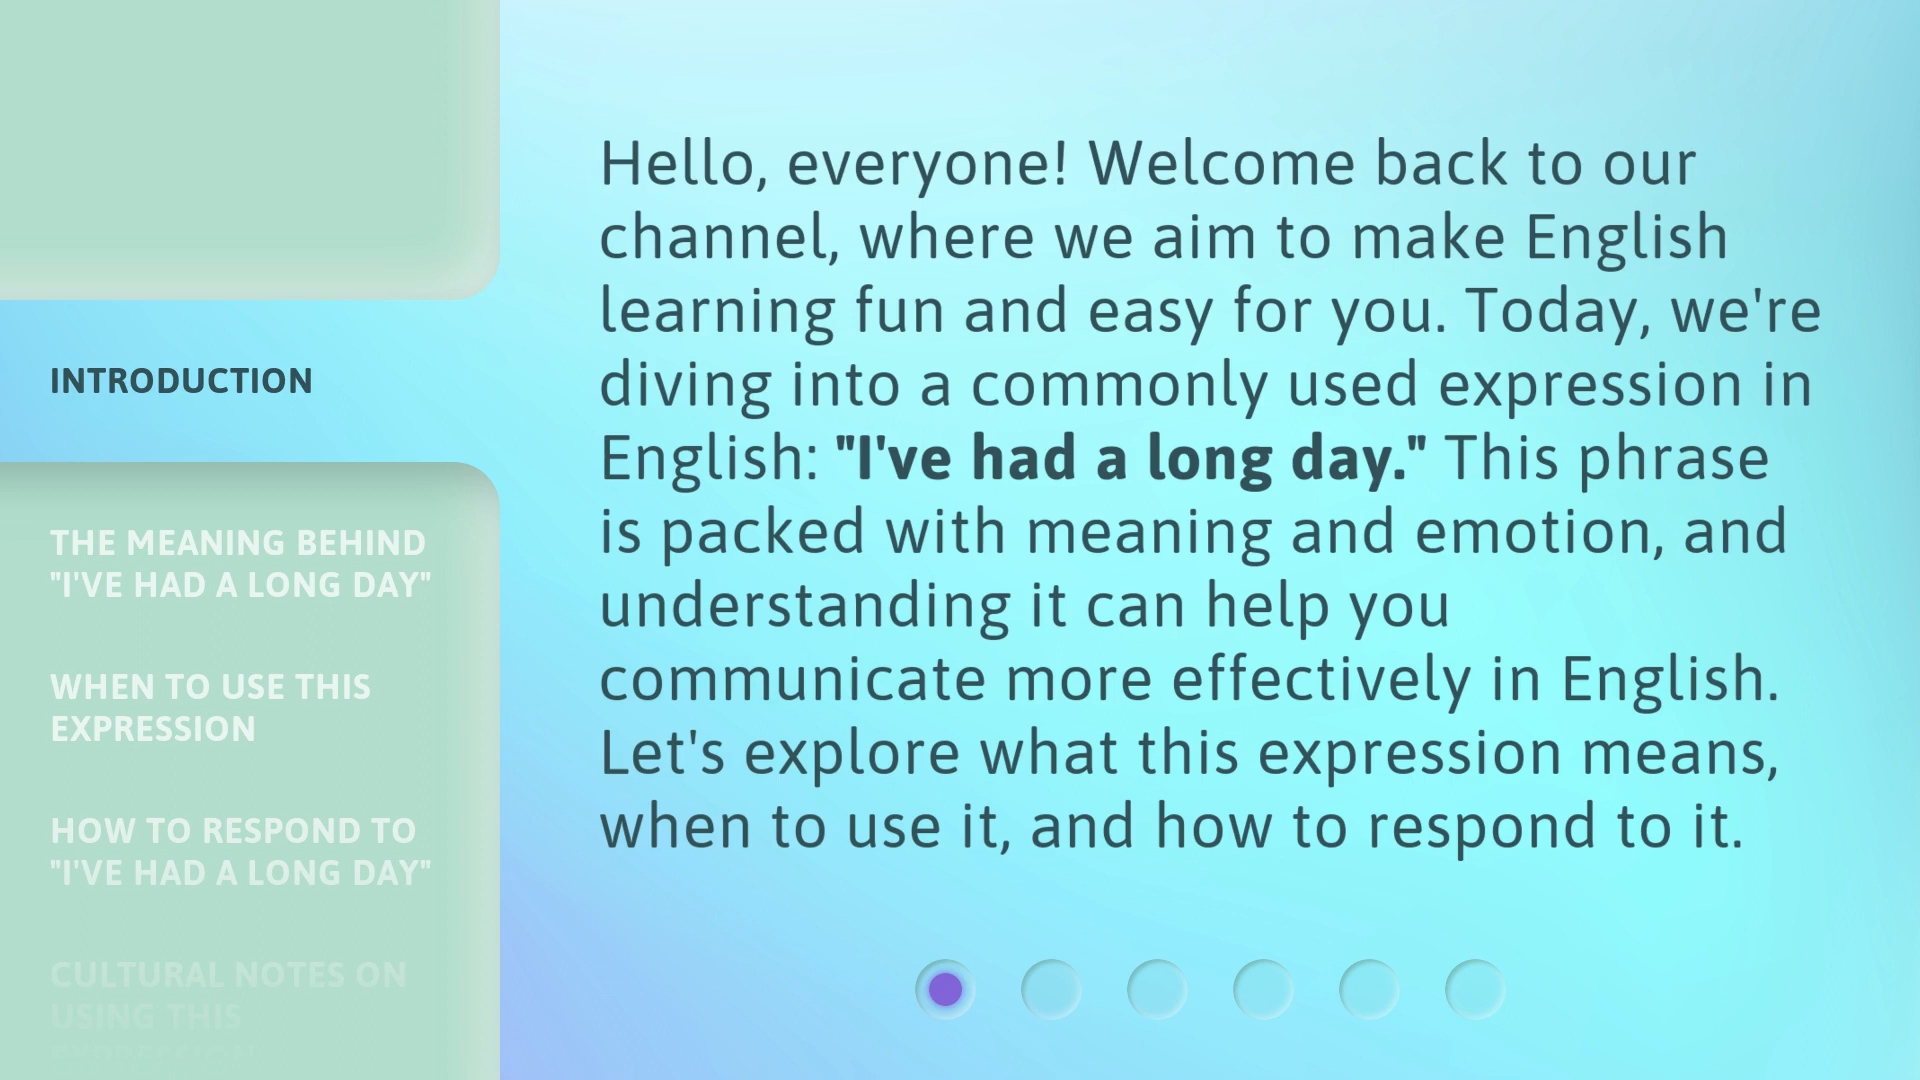 INTRODUCTION
THE MEANING BEHIND
"I'VE HAD A LONG DAY"
WHEN TO USE THIS
EXPRESSION
HOW TO RESPOND TO
"I'VE HAD A LONG DAY"
CULTURAL NOTES ON
USING THIS
Hello, everyone! Welcome back to our
channel, where we aim to make English
learning fun and easy for you. Today, we're
diving into a commonly used expression in
English: "I've had a long day." This phrase
is packed with meaning and emotion, and
understanding it can help you
communicate more effectively in English.
Let's explore what this expression means,
when to use it, and how to respond to it.